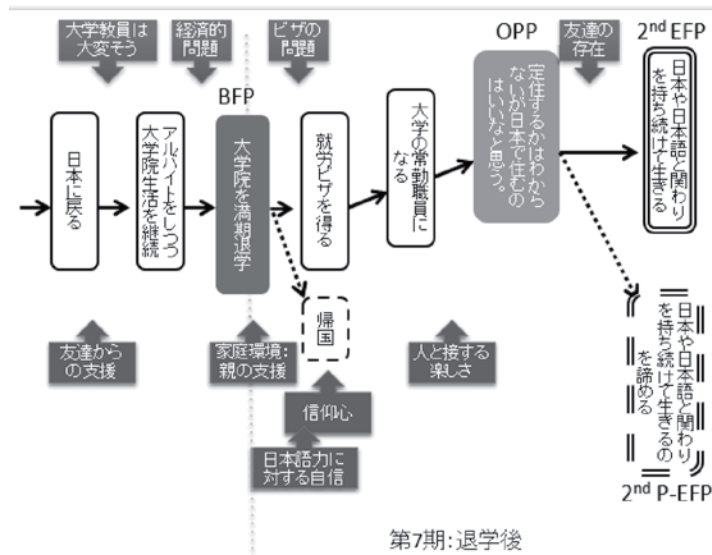 大学教員は
大変そう
経済的
問題
ビザの
問題
OPP
友達の
存在
2nd EFP
BFP
日本に戻る
アルバイトをしつつ
大学院生活を継続
大学院を満期退学
就労ビザを得る
大学の常勤職員に
なる
定住するかはわから
ないが日本で住むの
はいいなと思う。
日本や日本語と関わり
を持ち続けて生きる
帰国
日本や日本語と関わり
を持ち続けて生きるの
を諦める
2nd P-EFP
友達から
の支援
家庭環境:
親の支援
人と接する
楽しさ
信仰心
日本語力に
対する自信
第7期:退学後